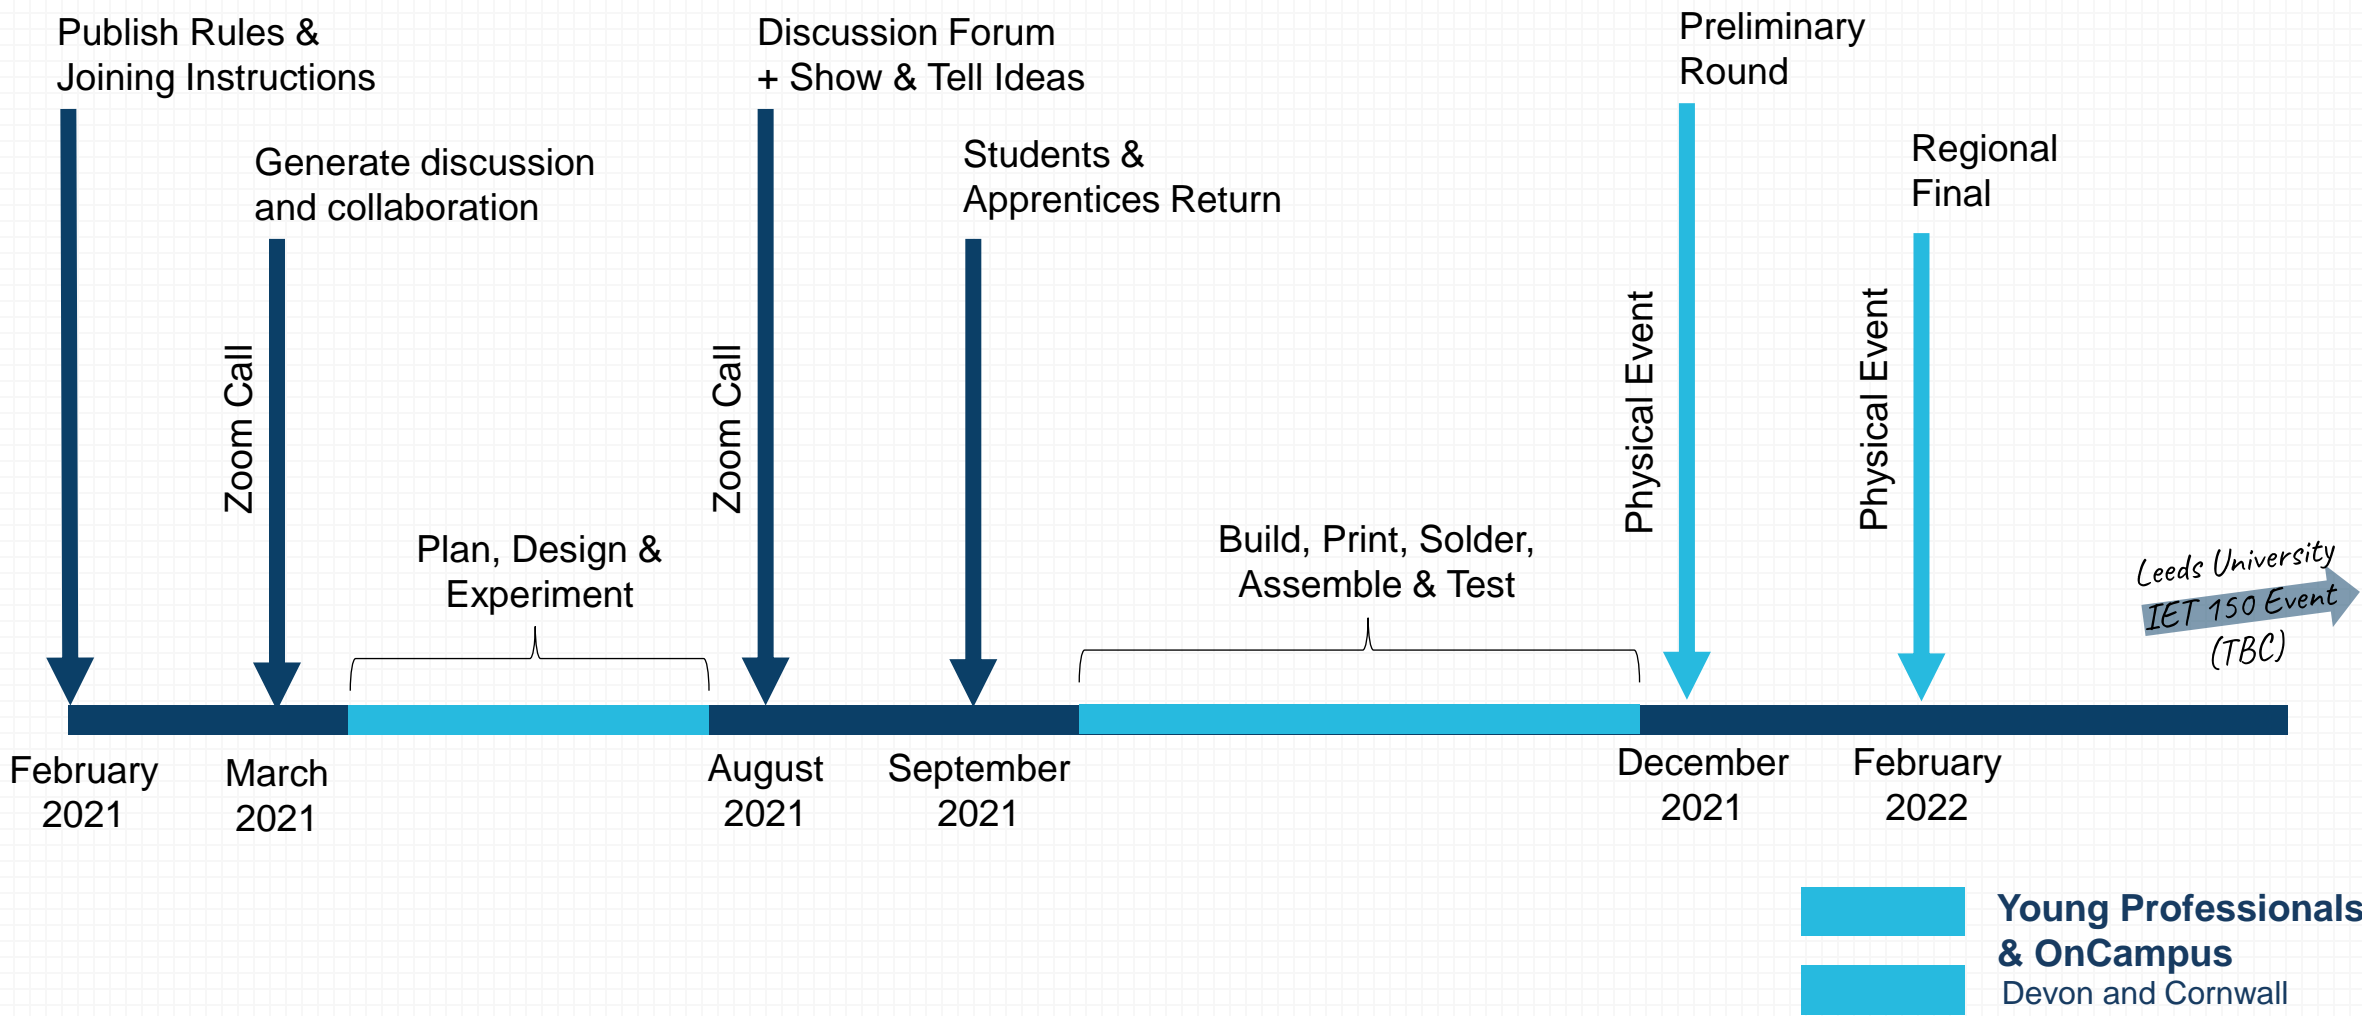 Publish Rules &
Joining Instructions
Generate discussion
and collaboration
Zoom Call
Plan, Design &
Experiment
Discussion Forum
+ Show & Tell Ideas
Zoom Call
Students &
Apprentices Return
Build, Print, Solder,
Assemble & Test
Preliminary
Round
Physical Event
Regional
Final
Physical Event
Leeds University
IET 150 Event
(TBC)
February
2021
March
2021
August
2021
September
2021
December
2021
February
2022
Young Professionals
& OnCampus
Devon and Cornwall